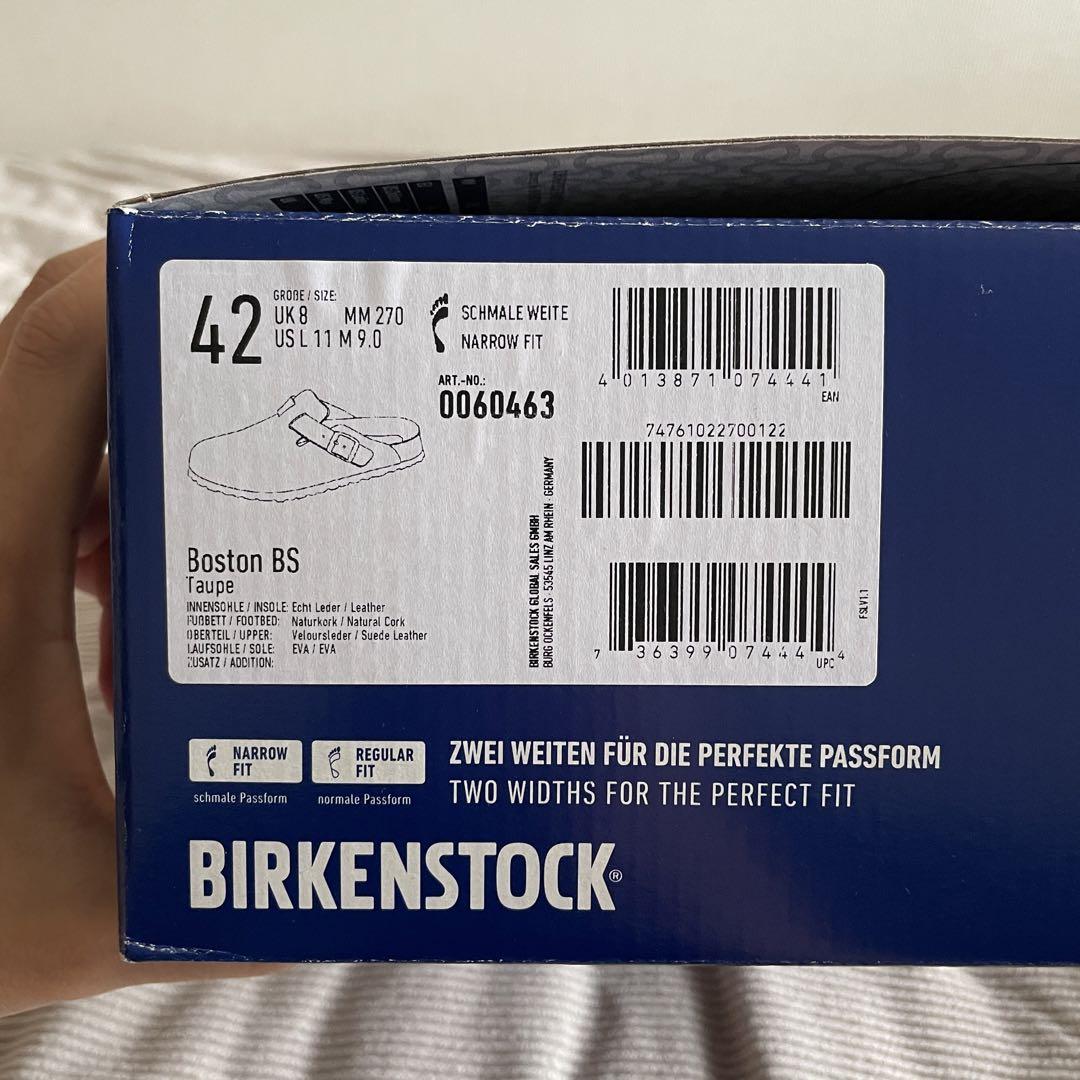 42
GRÖßE / SIZE:
UK 8 MM 270
US L 11 M 9.0
SCHMALE WEITE
NARROW FIT
ART.-NO.:
0060463
4 013871 074441
EAN
74761022700122
BIRKENSTOCK GLOBAL SALES GMBH
BURG OCKENFELS · 53545 LINZ AM RHEIN · GERMANY
Boston BS
Taupe
INNENSOHLE / INSOLE: Echt Leder / Leather
FUßBETT / FOOTBED: Naturkork / Natural Cork
OBERTEIL / UPPER: Veloursleder / Suede Leather
LAUFSOHLE / SOLE: EVA / EVA
ZUSATZ / ADDITION:
7 36399 07444 4
UPC
FSLV1.1
NARROW FIT
schmale Passform
REGULAR FIT
normale Passform
ZWEI WEITEN FÜR DIE PERFEKTE PASSFORM
TWO WIDTHS FOR THE PERFECT FIT
BIRKENSTOCK®